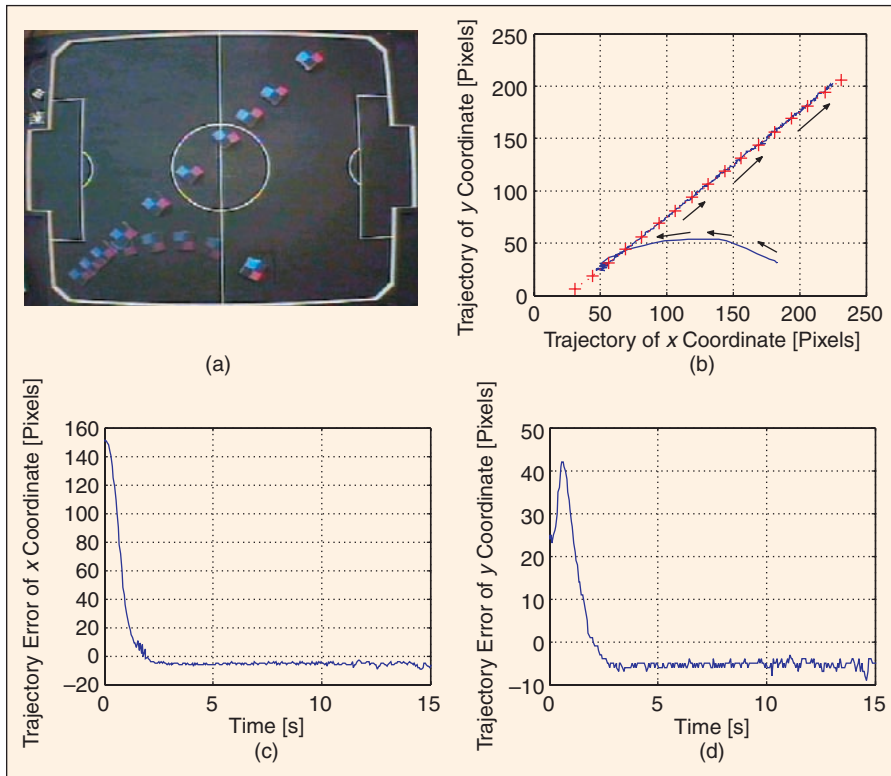 (a)
250
200
150
100
50
0
0 50 100 150 200 250
Trajectory of y Coordinate [Pixels]
Trajectory of x Coordinate [Pixels]
(b)
160
140
120
100
80
60
40
20
0
−20
0 5 10 15
Trajectory Error of x Coordinate [Pixels]
Time [s]
(c)
50
40
30
20
10
0
−10
0 5 10 15
Trajectory Error of y Coordinate [Pixels]
Time [s]
(d)